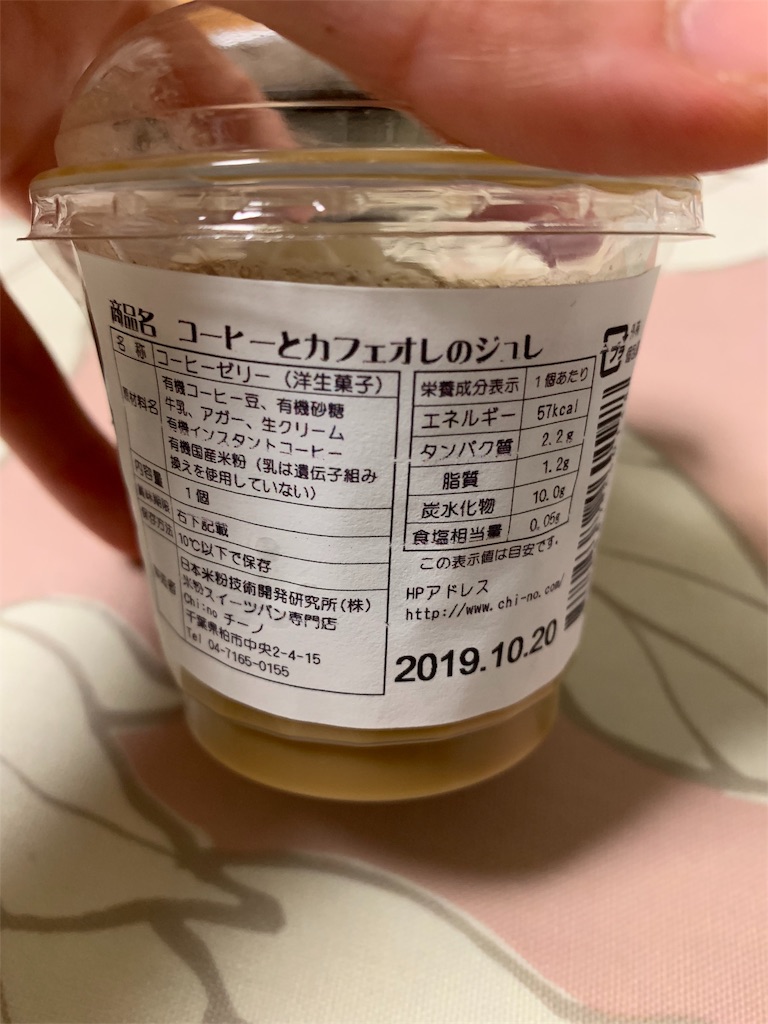 商品名 コーヒーとカフェオレのジュレ
名 称 コーヒーゼリー（洋生菓子）
原材料名 有機コーヒー豆、有機砂糖
牛乳、アガー、生クリーム
有機インスタントコーヒー
有機国産米粉（乳は遺伝子組み
換えを使用していない）
内容量 1個
賞味期限 右下記載
保存方法 10℃以下で保存
日本米粉技術開発研究所(株)
米粉スイーツパン専門店
Chi:no チーノ
千葉県柏市中央2-4-15
Tel 04-7165-0155
栄養成分表示 1個あたり
エネルギー 57kcal
タンパク質 2.2g
脂質 1.2g
炭水化物 10.0g
食塩相当量 0.05g
この表示値は目安です。
HPアドレス
http://www.chi-no.com/
2019.10.20
プラ